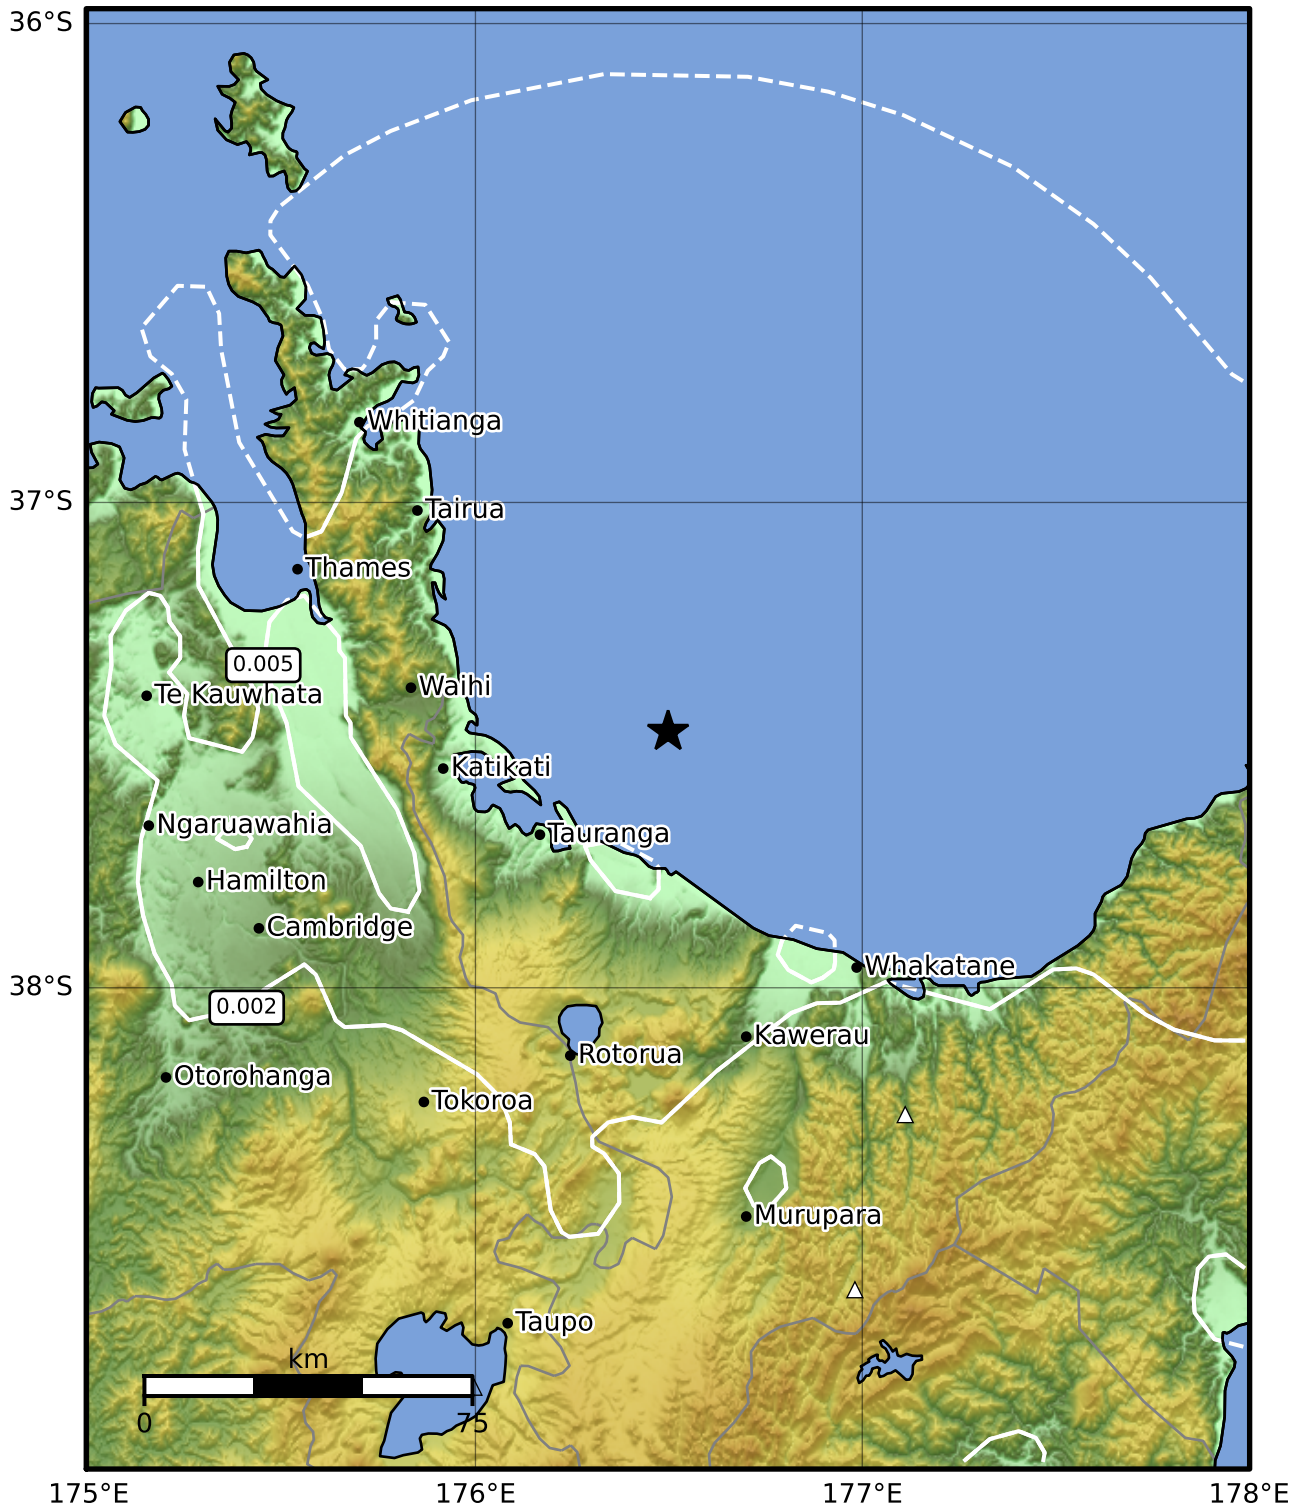 36°S
Whitianga
37°S
Tairua
Thames
0.005
Waihi
Te Kauwhata
Katikati
Ngaruawahia
Tauranga
Hamilton
Cambridge
Whakatane
38°S
0.002
Kawerau
Rotorua
Otorohanga
Tokoroa
Murupara
Taupo
km
0 75
175°E 176°E 177°E 178°E